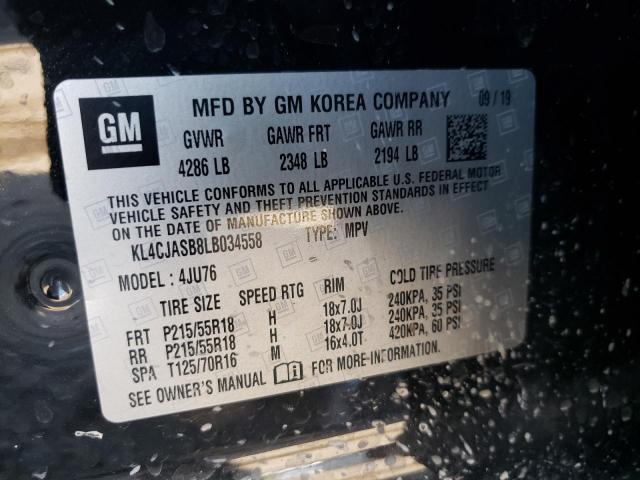 GM MFD BY GM KOREA COMPANY 09/19
GVWR GAWR FRT GAWR RR
4286 LB 2348 LB 2194 LB
THIS VEHICLE CONFORMS TO ALL APPLICABLE U.S. FEDERAL MOTOR
VEHICLE SAFETY AND THEFT PREVENTION STANDARDS IN EFFECT
ON THE DATE OF MANUFACTURE SHOWN ABOVE.
KL4CJASB8LB034558 TYPE: MPV
MODEL: 4JU76
TIRE SIZE SPEED RTG RIM COLD TIRE PRESSURE
FRT P215/55R18 H 18x7.0J 240KPA, 35 PSI
RR P215/55R18 H 18x7.0J 240KPA, 35 PSI
SPA T125/70R16 M 16x4.0T 420KPA, 60 PSI
SEE OWNER'S MANUAL FOR MORE INFORMATION.